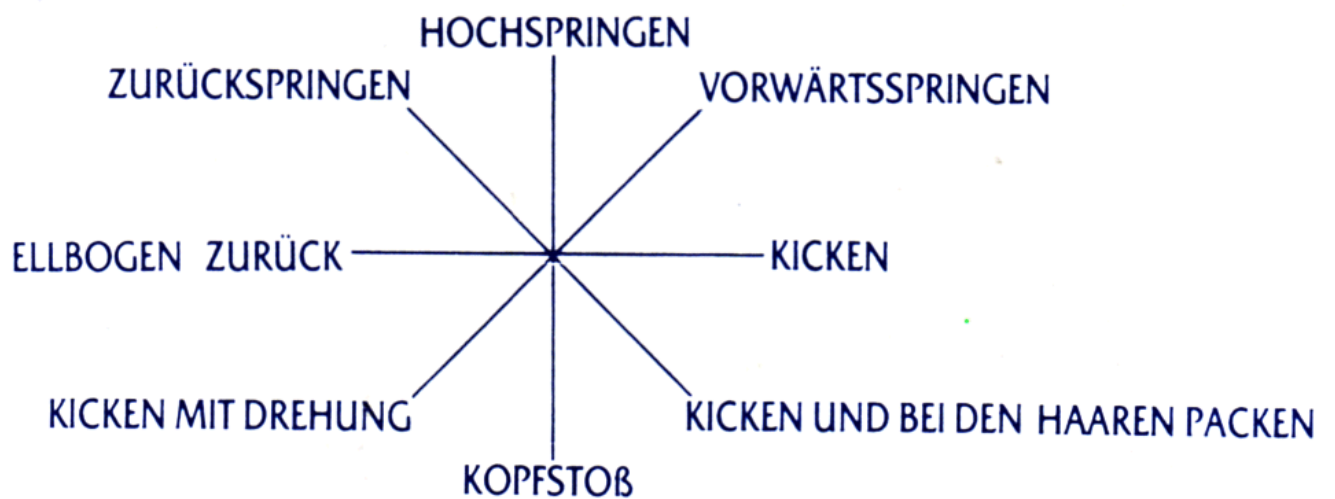 HOCHSPRINGEN
ZURÜCKSPRINGEN
VORWÄRTSSPRINGEN
ELLBOGEN ZURÜCK
KICKEN
KICKEN MIT DREHUNG
KICKEN UND BEI DEN HAAREN PACKEN
KOPFSTOß